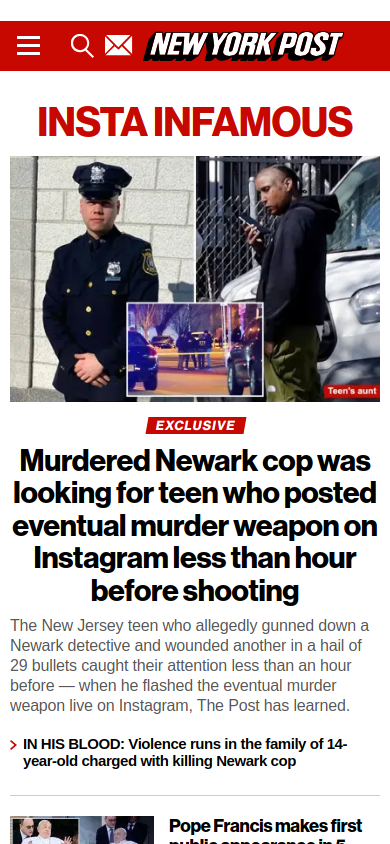 NEW YORK POST
INSTA INFAMOUS
Teen's aunt
EXCLUSIVE
Murdered Newark cop was
looking for teen who posted
eventual murder weapon on
Instagram less than hour
before shooting
The New Jersey teen who allegedly gunned down a
Newark detective and wounded another in a hail of
29 bullets caught their attention less than an hour
before — when he flashed the eventual murder
weapon live on Instagram, The Post has learned.
IN HIS BLOOD: Violence runs in the family of 14-
year-old charged with killing Newark cop
Pope Francis makes first
public appearance in 5